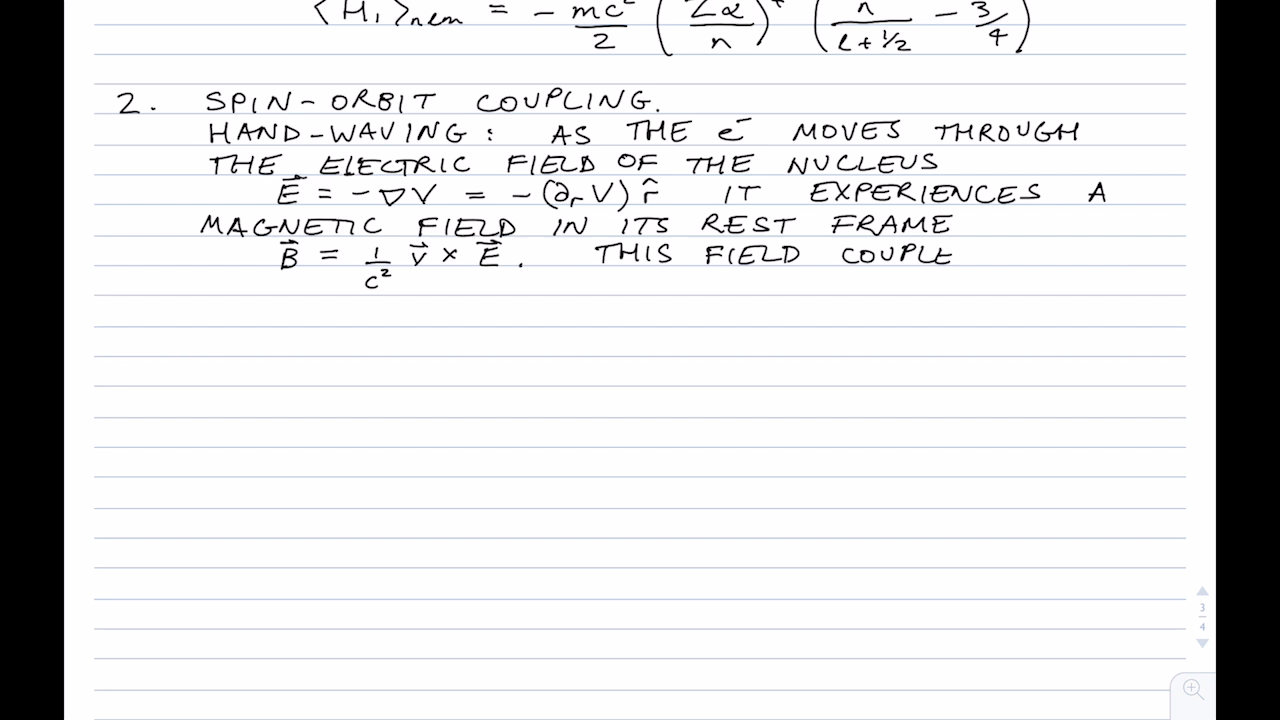 ⟨H₁⟩nlm = - mc²/2 (Zα/n)⁴ (n/(l+1/2) - 3/4)
2. SPIN-ORBIT COUPLING.
HAND-WAVING: AS THE e⁻ MOVES THROUGH
THE ELECTRIC FIELD OF THE NUCLEUS
E⃗ = -∇V = -(∂ᵣV) r̂ IT EXPERIENCES A
MAGNETIC FIELD IN ITS REST FRAME
B⃗ = 1/c² v⃗ × E⃗. THIS FIELD COUPLE
3
4